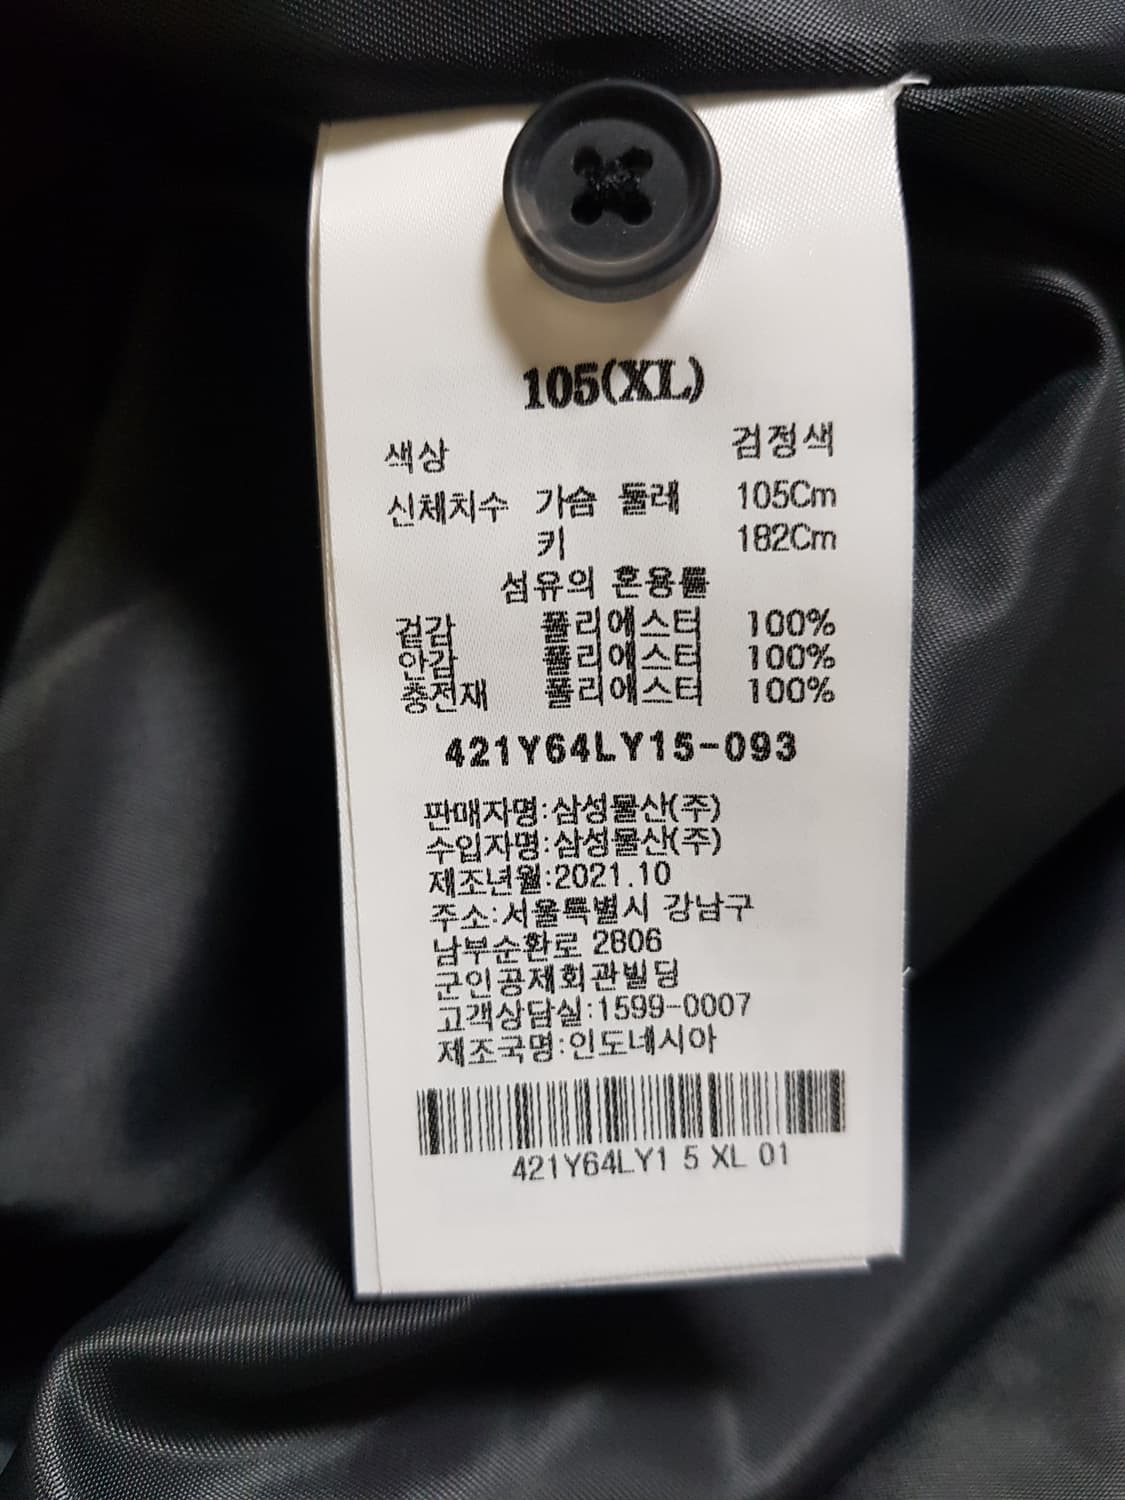 105(XL)
색상 검정색
신체치수 가슴 둘레 105Cm
키 182Cm
섬유의 혼용률
겉감 폴리에스터 100%
안감 폴리에스터 100%
충전재 폴리에스터 100%
421Y64LY15-093
판매자명:삼성물산(주)
수입자명:삼성물산(주)
제조년월:2021.10
주소:서울특별시 강남구
남부순환로 2806
군인공제회관빌딩
고객상담실:1599-0007
제조국명:인도네시아
421Y64LY1 5 XL 01